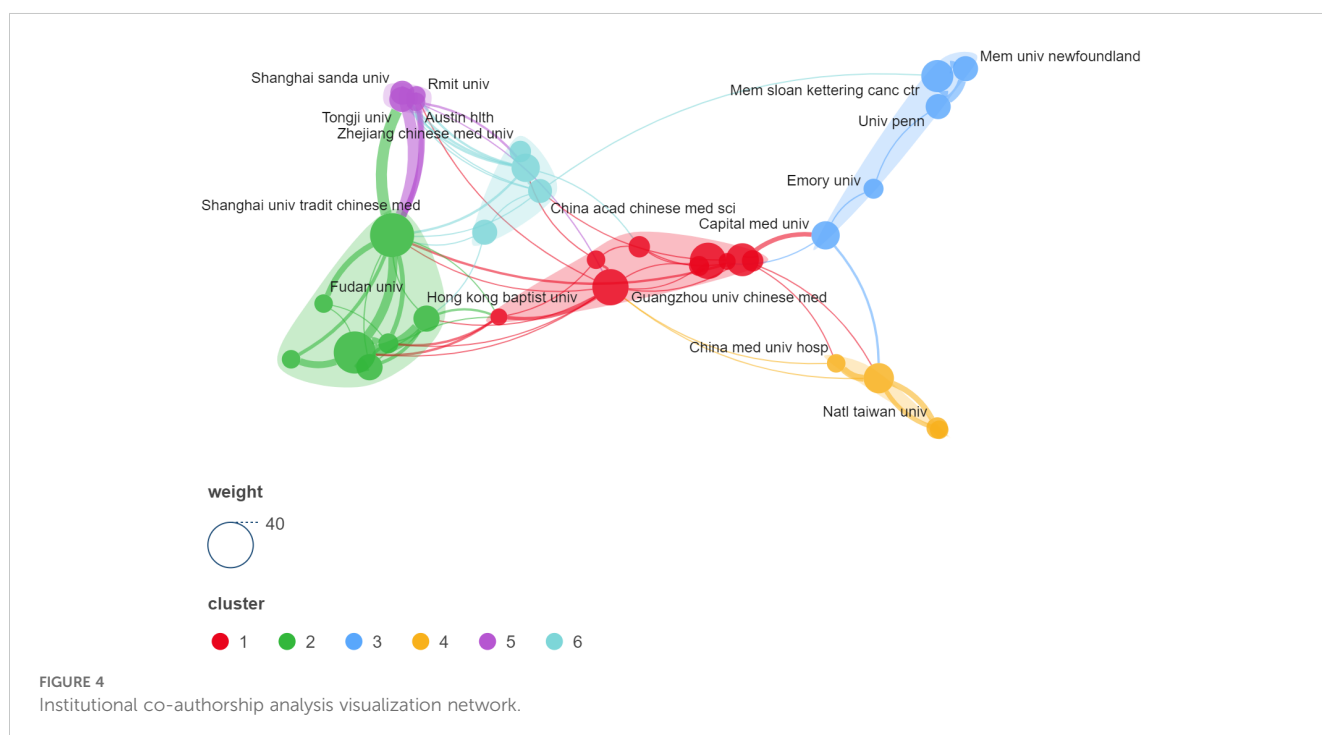 Mem univ newfoundland
Shanghai sanda univ
Rmit univ
Mem sloan kettering canc ctr
Tongji univ
Austin hlth
Univ penn
Zhejiang chinese med univ
Emory univ
Shanghai univ tradit chinese med
China acad chinese med sci
Capital med univ
Fudan univ
Hong kong baptist univ
Guangzhou univ chinese med
China med univ hosp
Natl taiwan univ
weight
40
cluster
1 2 3 4 5 6
FIGURE 4
Institutional co-authorship analysis visualization network.